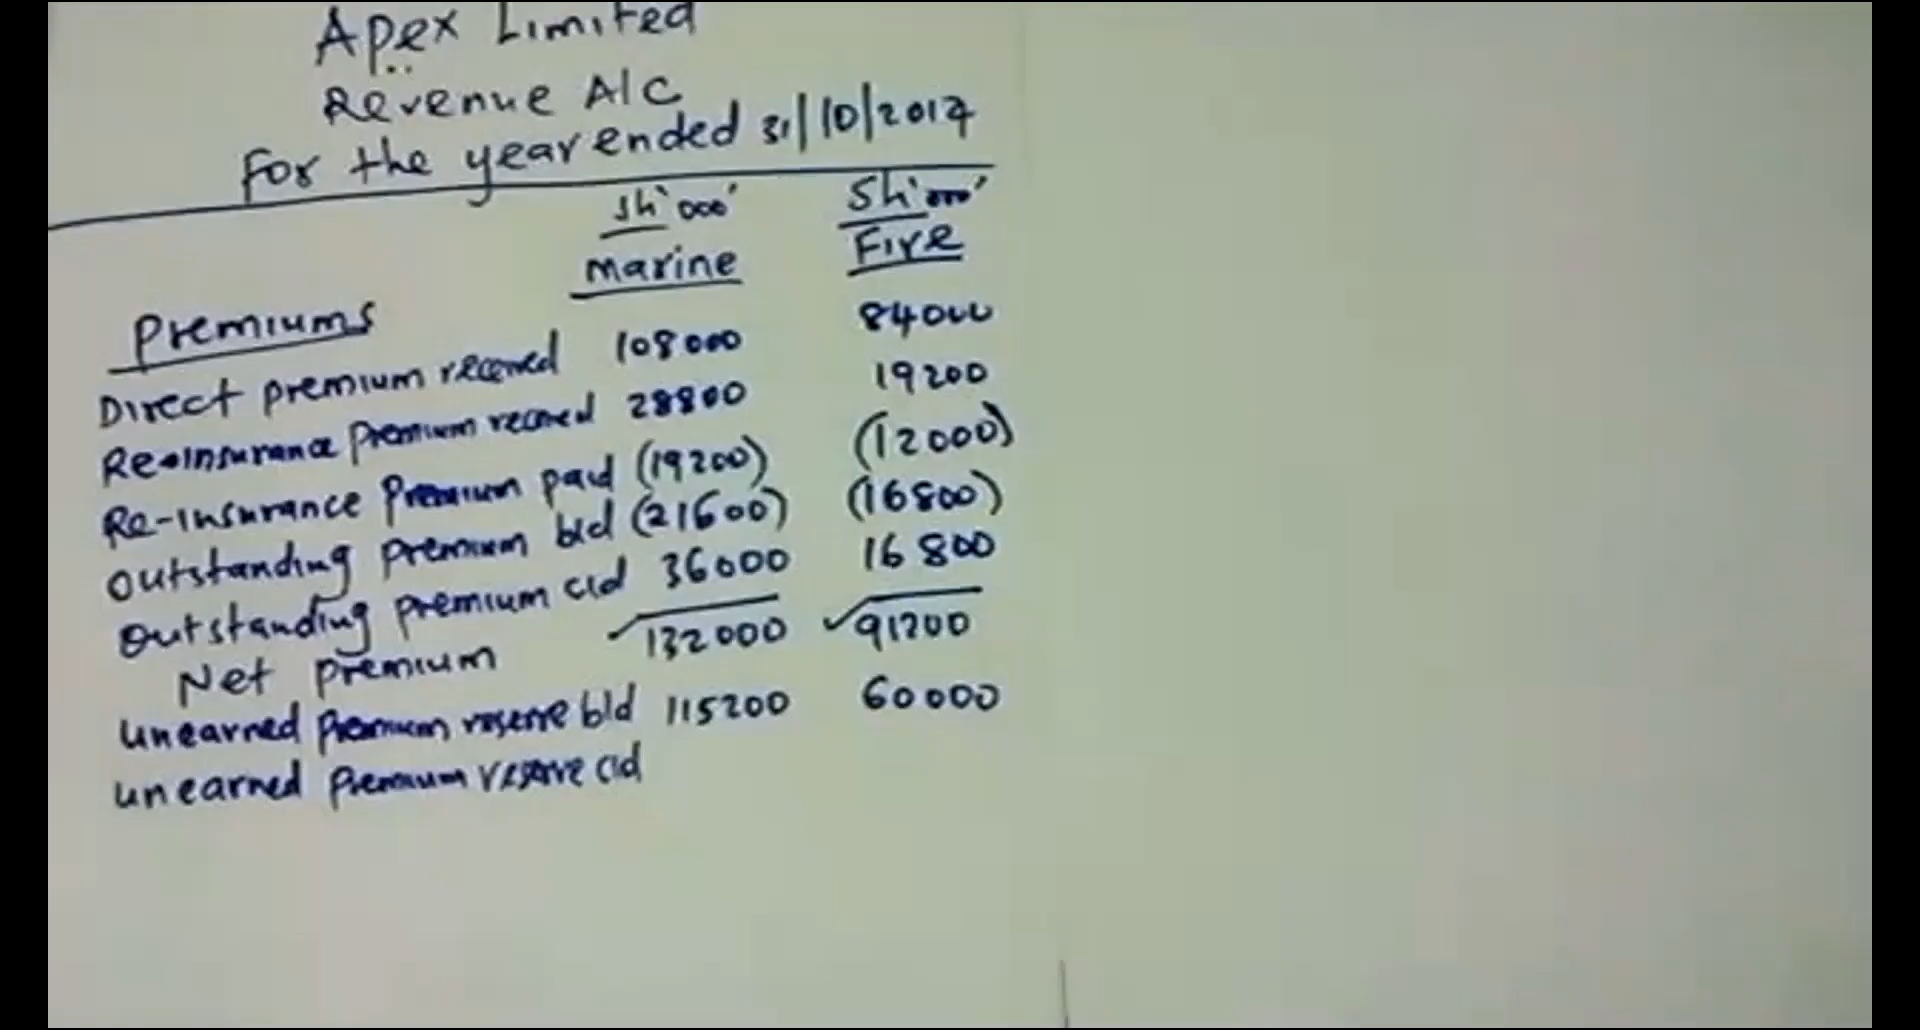 Apex Limited
Revenue A/C
For the year ended 31/10/2017
sh'000' Sh'000'
marine Fire
Premiums
Direct premium received 108000 84000
Re-insurance premium received 28800 19200
Re-insurance premium paid (19200) (12000)
Outstanding premium b/d (21600) (16800)
Outstanding premium c/d 36000 16800
Net premium 132000 91200
Unearned premium reserve b/d 115200 60000
Unearned premium reserve c/d